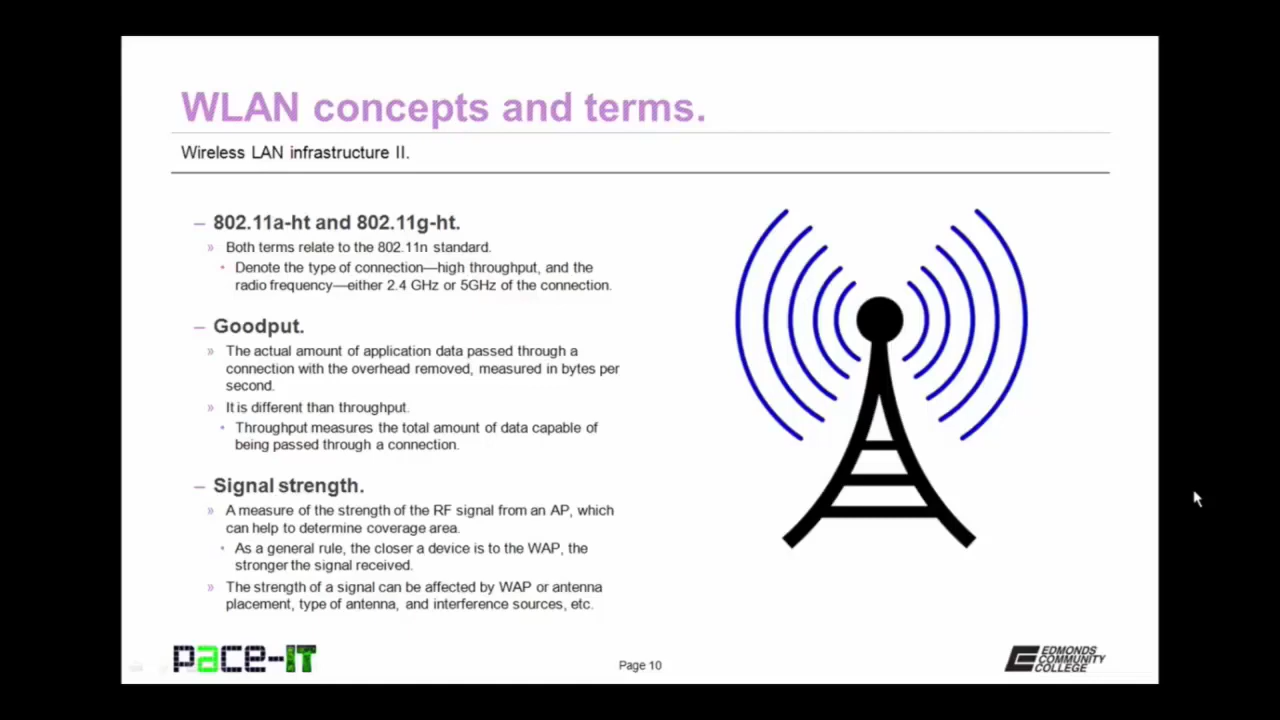 WLAN concepts and terms.
Wireless LAN infrastructure II.
– 802.11a-ht and 802.11g-ht.
» Both terms relate to the 802.11n standard.
• Denote the type of connection—high throughput, and the
radio frequency—either 2.4 GHz or 5GHz of the connection.
– Goodput.
» The actual amount of application data passed through a
connection with the overhead removed, measured in bytes per
second.
» It is different than throughput.
• Throughput measures the total amount of data capable of
being passed through a connection.
– Signal strength.
» A measure of the strength of the RF signal from an AP, which
can help to determine coverage area.
• As a general rule, the closer a device is to the WAP, the
stronger the signal received.
» The strength of a signal can be affected by WAP or antenna
placement, type of antenna, and interference sources, etc.
pace-IT
Page 10
EDMONDS
COMMUNITY
COLLEGE